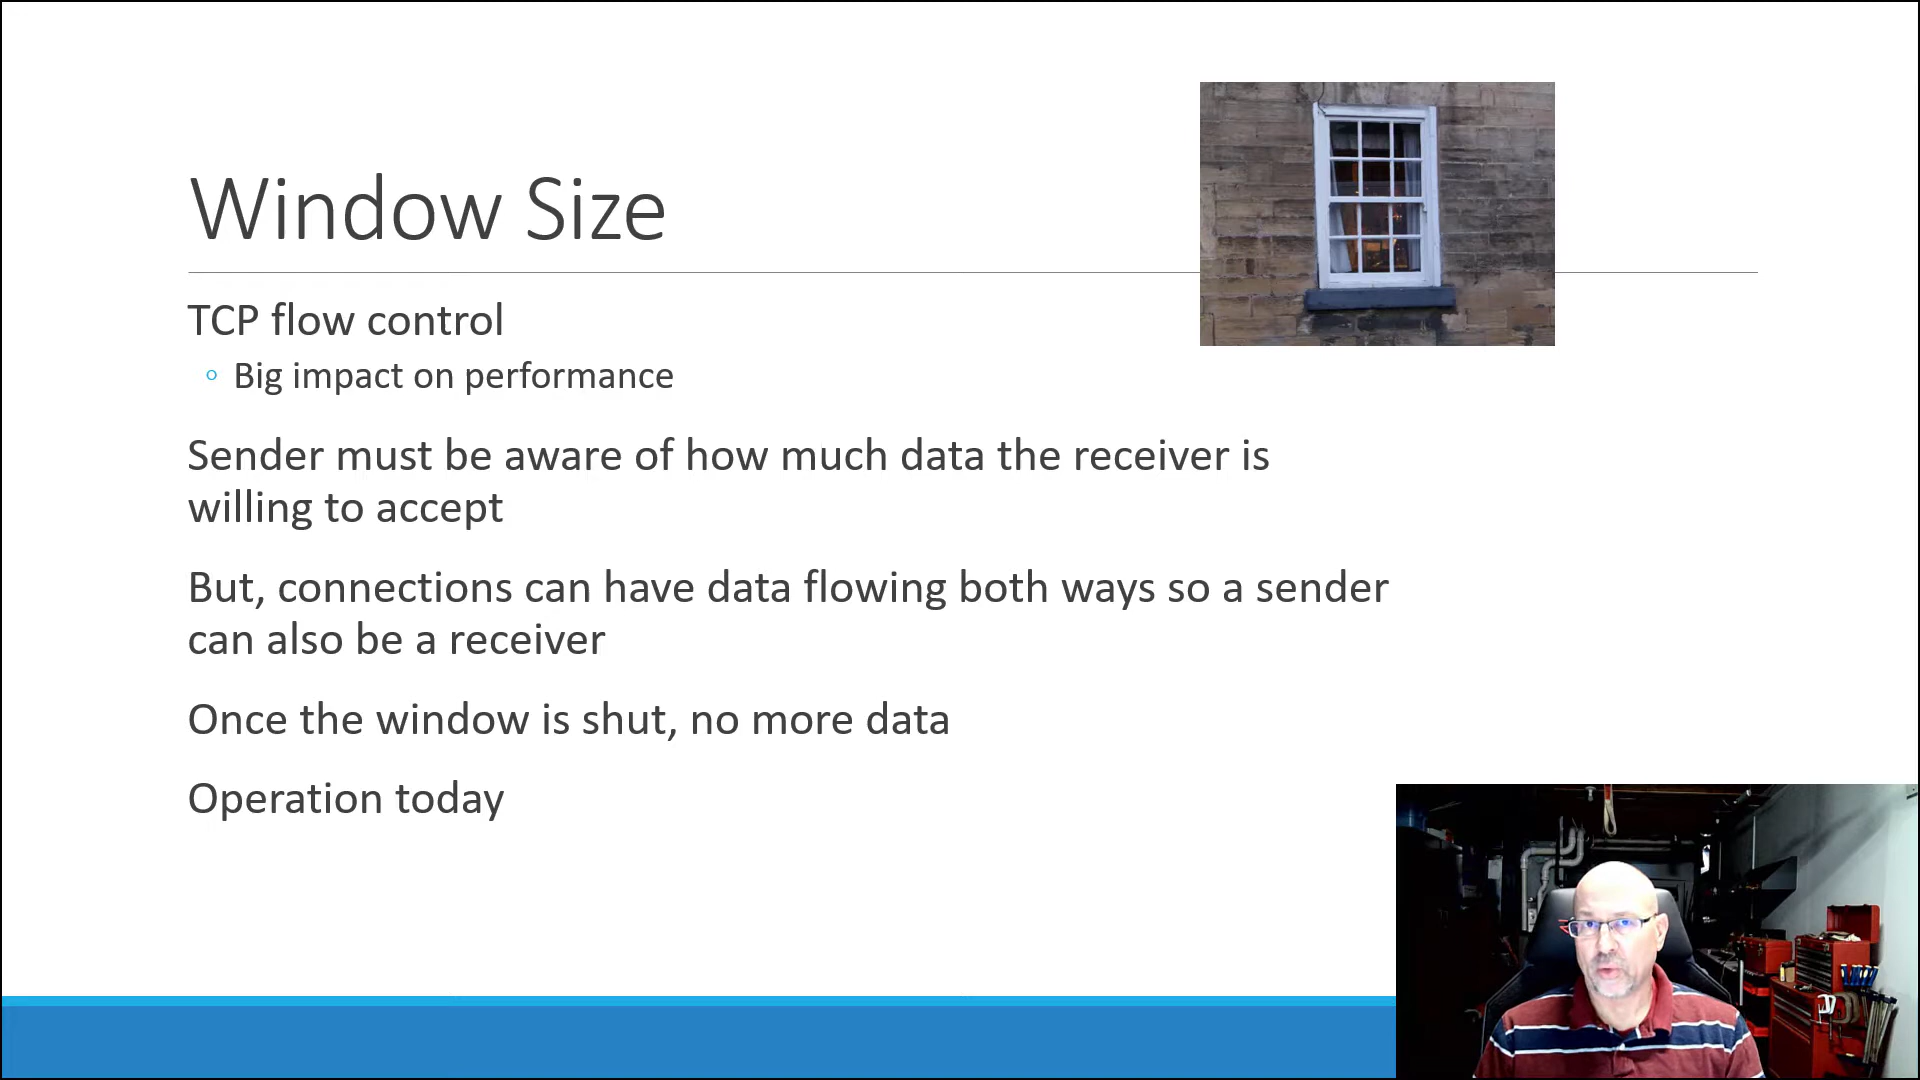 Window Size
TCP flow control
Big impact on performance
Sender must be aware of how much data the receiver is
willing to accept
But, connections can have data flowing both ways so a sender
can also be a receiver
Once the window is shut, no more data
Operation today